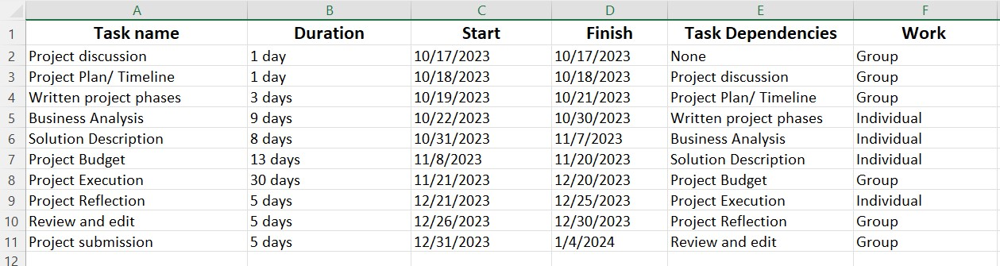 A B C D E F
1 Task name Duration Start Finish Task Dependencies Work
2 Project discussion 1 day 10/17/2023 10/17/2023 None Group
3 Project Plan/ Timeline 1 day 10/18/2023 10/18/2023 Project discussion Group
4 Written project phases 3 days 10/19/2023 10/21/2023 Project Plan/ Timeline Group
5 Business Analysis 9 days 10/22/2023 10/30/2023 Written project phases Individual
6 Solution Description 8 days 10/31/2023 11/7/2023 Business Analysis Individual
7 Project Budget 13 days 11/8/2023 11/20/2023 Solution Description Individual
8 Project Execution 30 days 11/21/2023 12/20/2023 Project Budget Group
9 Project Reflection 5 days 12/21/2023 12/25/2023 Project Execution Individual
10 Review and edit 5 days 12/26/2023 12/30/2023 Project Reflection Group
11 Project submission 5 days 12/31/2023 1/4/2024 Review and edit Group
12